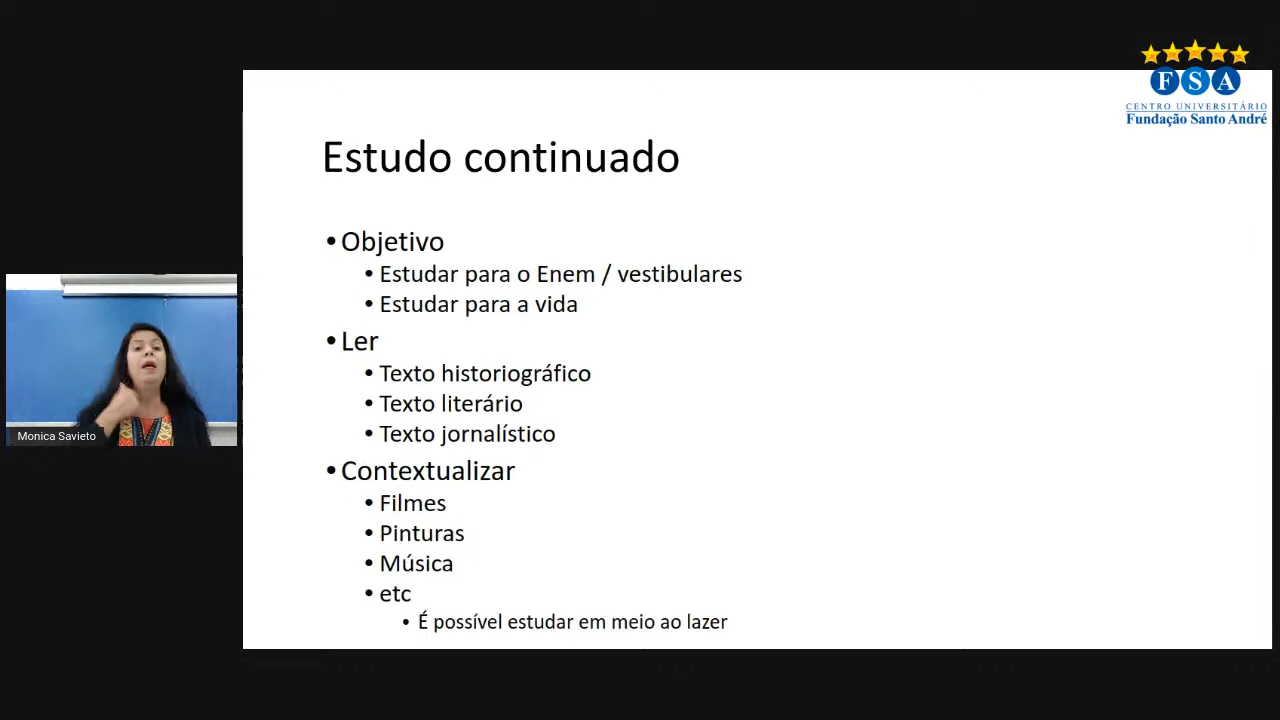 FSA
CENTRO UNIVERSITÁRIO
Fundação Santo André
Estudo continuado
• Objetivo
• Estudar para o Enem / vestibulares
• Estudar para a vida
• Ler
• Texto historiográfico
• Texto literário
• Texto jornalístico
• Contextualizar
• Filmes
• Pinturas
• Música
• etc
• É possível estudar em meio ao lazer
Monica Savieto